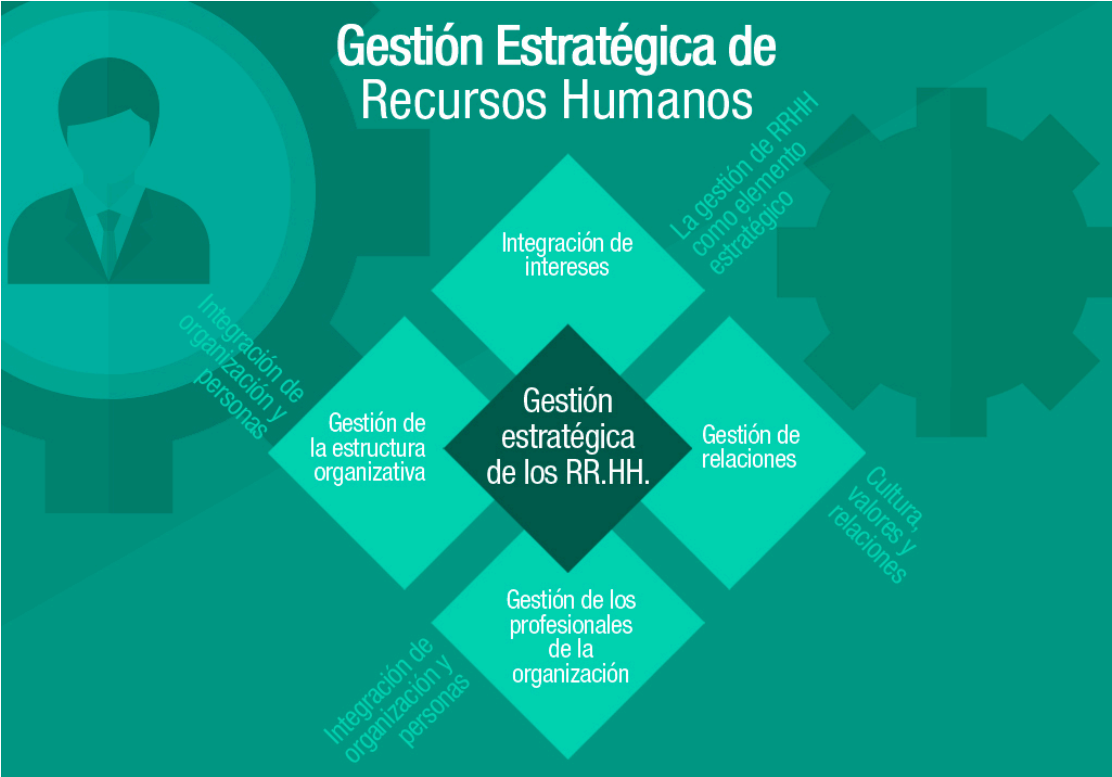 Gestión Estratégica de
Recursos Humanos
La gestión de RRHH
como elemento
estratégico
Integración de
intereses
Integración de
organización y
personas
Gestión de
la estructura
organizativa
Gestión
estratégica
de los RR.HH.
Gestión de
relaciones
Cultura,
valores y
relaciones
Gestión de los
profesionales
de la
organización
Integración de
organización y
personas